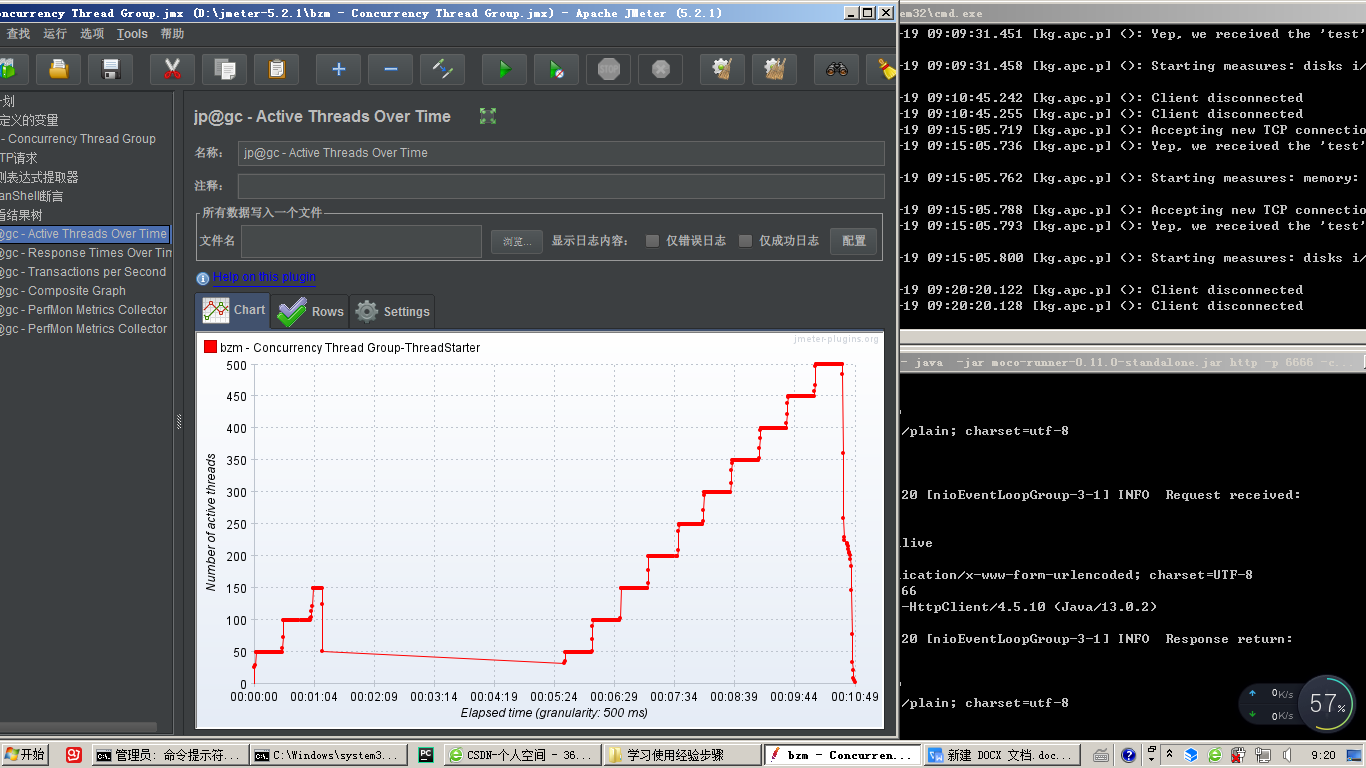 oncurrency Thread Group.jmx (D:\jmeter-5.2.1\bzm - Concurrency Thread Group.jmx) - Apache JMeter (5.2.1)
查找 运行 选项 Tools 帮助
STOP
计划
定义的变量
- Concurrency Thread Group
TP请求
则表达式提取器
anShell断言
看结果树
@gc - Active Threads Over Time
@gc - Response Times Over Tim
@gc - Transactions per Second
@gc - Composite Graph
@gc - PerfMon Metrics Collector
@gc - PerfMon Metrics Collector
jp@gc - Active Threads Over Time
名称： jp@gc - Active Threads Over Time
注释：
所有数据写入一个文件
文件名 浏览... 显示日志内容： 仅错误日志 仅成功日志 配置
Help on this plugin
Chart Rows Settings
jmeter-plugins.org
bzm - Concurrency Thread Group-ThreadStarter
500
450
400
350
300
250
200
150
100
50
0
Number of active threads
00:00:00 00:01:04 00:02:09 00:03:14 00:04:19 00:05:24 00:06:29 00:07:34 00:08:39 00:09:44 00:10:49
Elapsed time (granularity: 500 ms)
em32\cmd.exe
-19 09:09:31.451 [kg.apc.p] (): Yep, we received the 'test'
-19 09:09:31.458 [kg.apc.p] (): Starting measures: disks i/
-19 09:10:45.242 [kg.apc.p] (): Client disconnected
-19 09:10:45.255 [kg.apc.p] (): Client disconnected
-19 09:15:05.719 [kg.apc.p] (): Accepting new TCP connectio
-19 09:15:05.736 [kg.apc.p] (): Yep, we received the 'test'
-19 09:15:05.762 [kg.apc.p] (): Starting measures: memory:
-19 09:15:05.788 [kg.apc.p] (): Accepting new TCP connectio
-19 09:15:05.793 [kg.apc.p] (): Yep, we received the 'test'
-19 09:15:05.800 [kg.apc.p] (): Starting measures: disks i/
-19 09:20:20.122 [kg.apc.p] (): Client disconnected
-19 09:20:20.128 [kg.apc.p] (): Client disconnected
- java -jar moco-runner-0.11.0-standalone.jar http -p 6666 -c...
/plain; charset=utf-8
20 [nioEventLoopGroup-3-1] INFO Request received:
live
ication/x-www-form-urlencoded; charset=UTF-8
66
-HttpClient/4.5.10 (Java/13.0.2)
20 [nioEventLoopGroup-3-1] INFO Response return:
/plain; charset=utf-8
0K/s
0K/s
57%
开始 管理员: 命令提示符... C:\Windows\system3... PC CSDN-个人空间 - 36... 学习使用经验步骤 bzm - Concurren... 新建 DOCX 文档.doc... 9:20